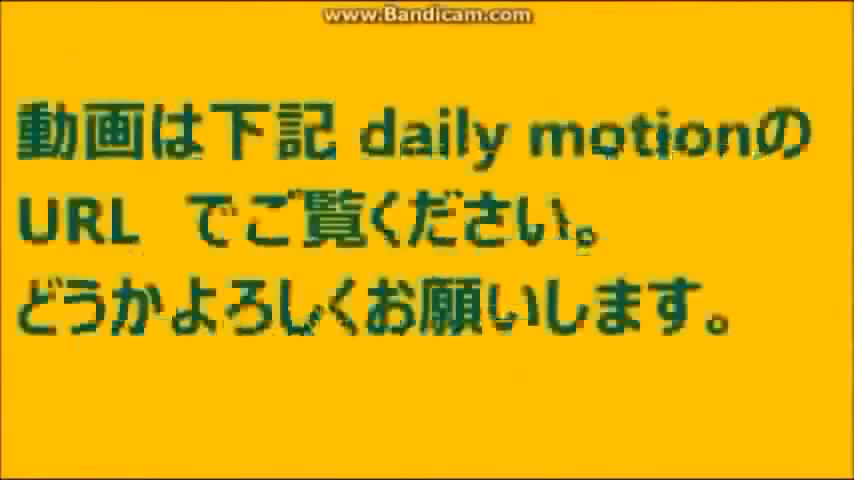 www.Bandicam.com
動画は下記 daily motionの
URL　でご覧ください。
どうかよろしくお願いします。